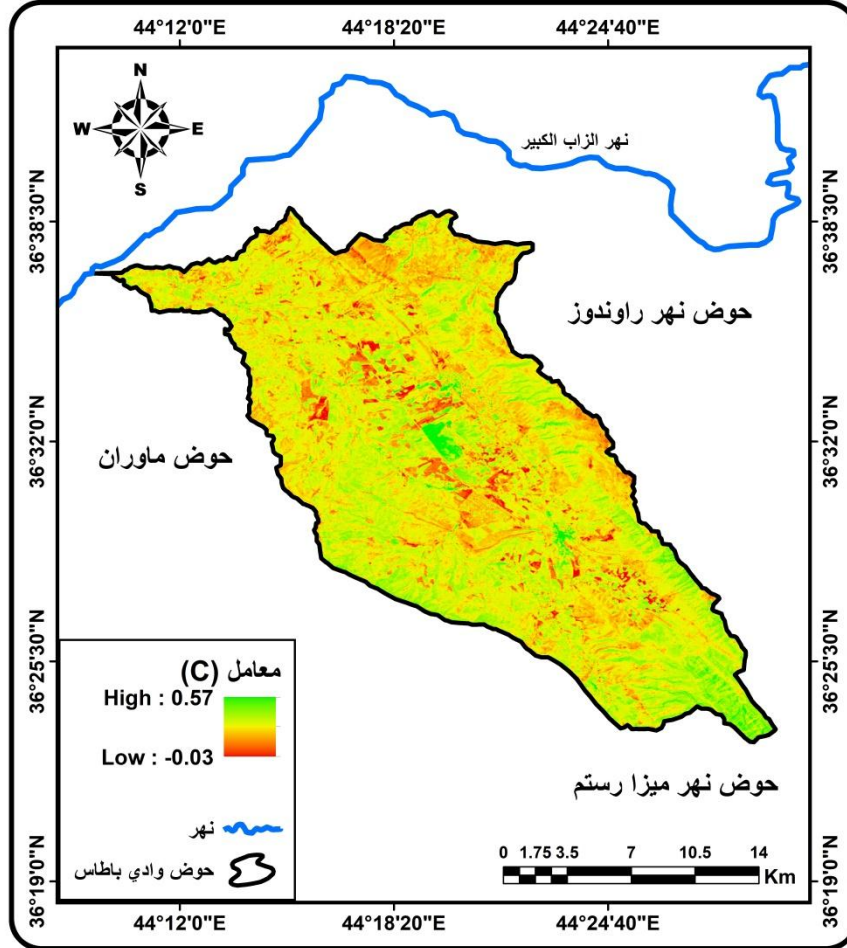 44°12'0"E 44°18'20"E 44°24'40"E
N
W E
S
نهر الزاب الكبير
36°38'30"N 36°38'30"N
حوض نهر راوندوز
36°32'0"N 36°32'0"N
حوض ماوران
36°25'30"N 36°25'30"N
معامل (C)
High : 0.57
Low : -0.03
نهر
حوض وادي باطاس
حوض نهر ميزا رستم
0 1.75 3.5 7 10.5 14
Km
36°19'0"N 36°19'0"N
44°12'0"E 44°18'20"E 44°24'40"E